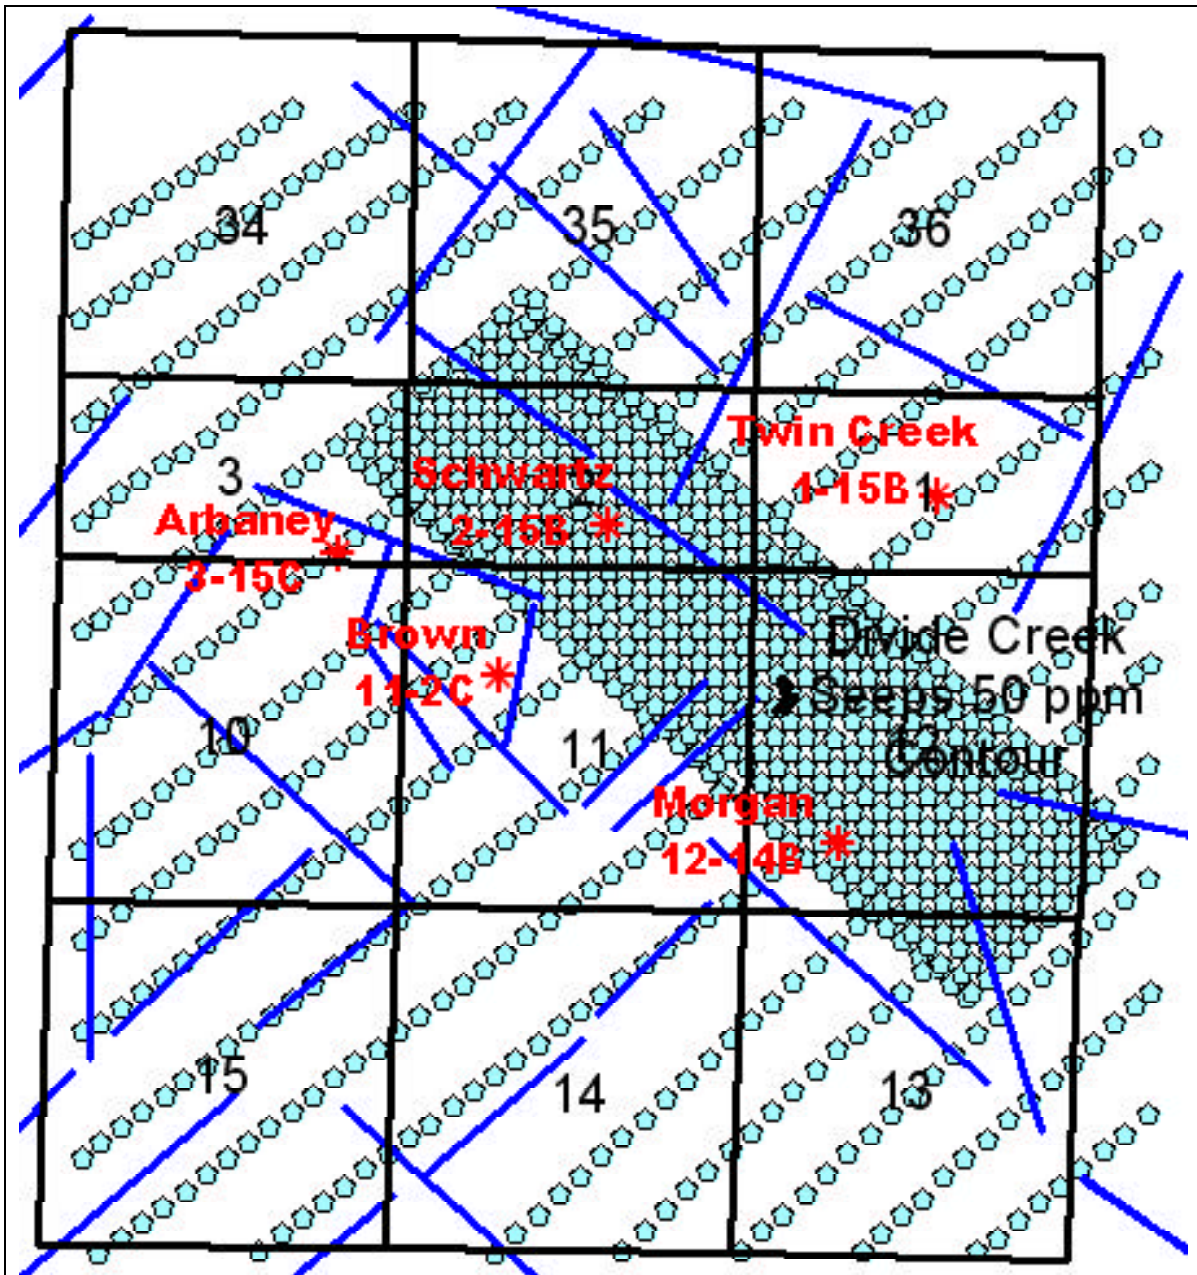 34
35
36
Twin Creek
1-15B
1
3
Schwartz
2-15B
Arbaney
3-15C
Brown
11-2C
Divide Creek
Seeps 50 ppm
Contour
10
11
12
Morgan
12-14B
15
14
13